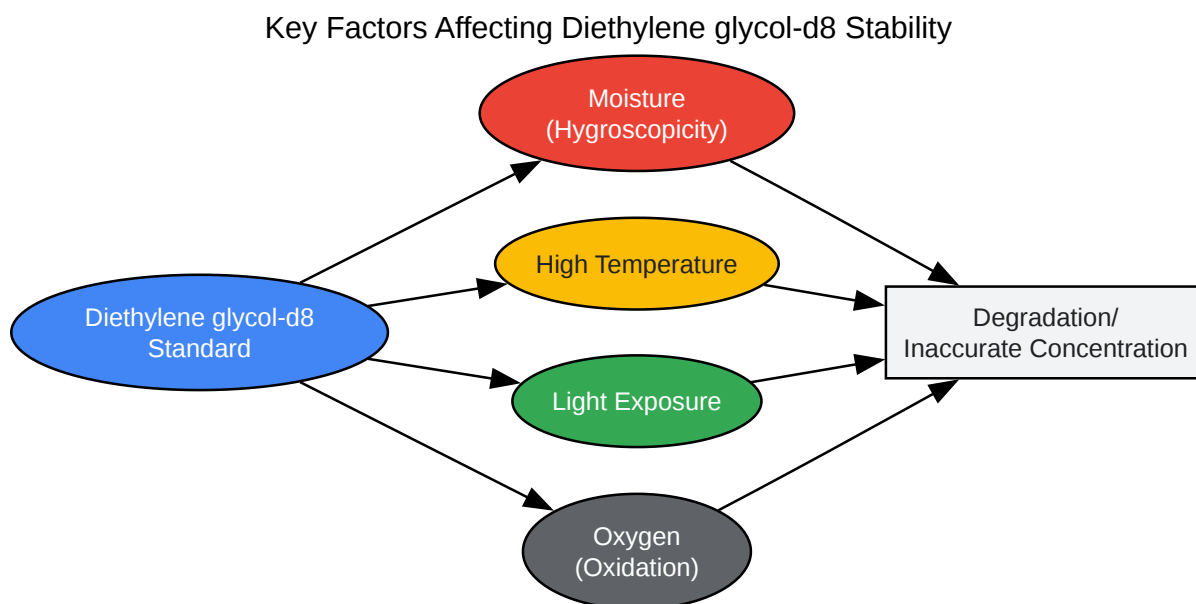 Key Factors Affecting Diethylene glycol-d8 Stability
Moisture
(Hygroscopicity)
High Temperature
Diethylene glycol-d8
Standard
Degradation/
Inaccurate Concentration
Light Exposure
Oxygen
(Oxidation)